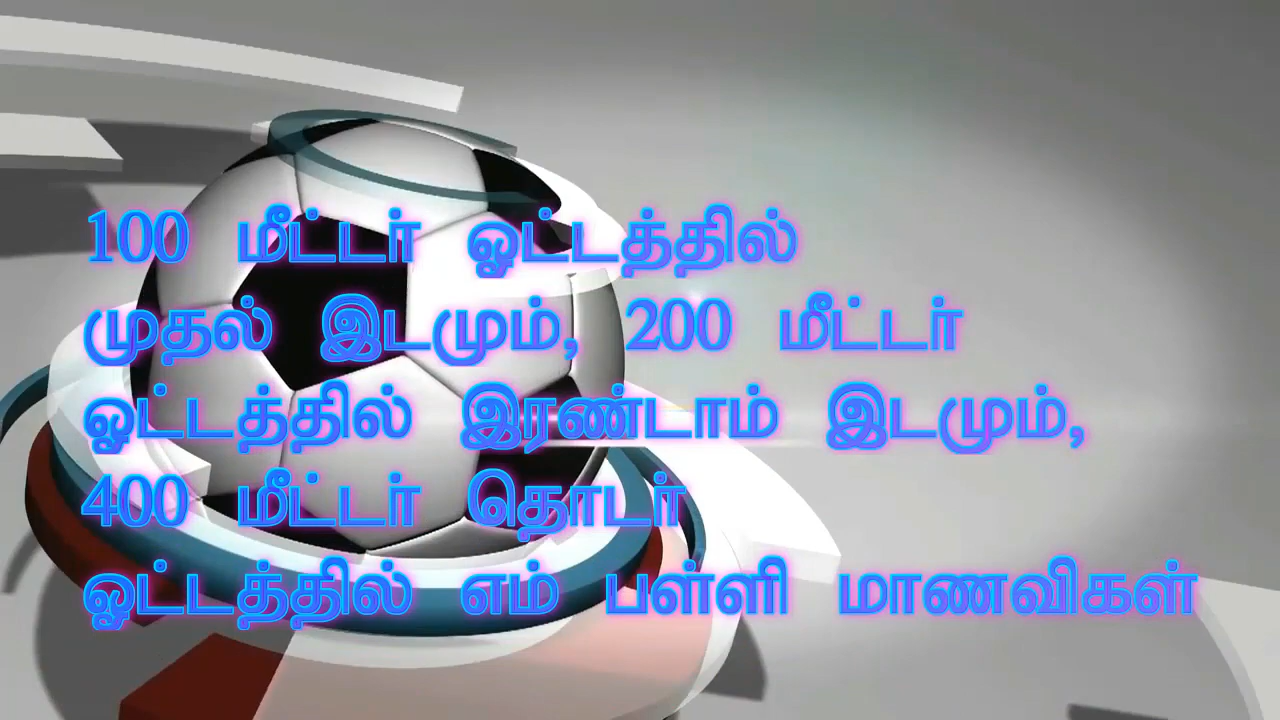 100 மீட்டர் ஓட்டத்தில்
முதல் இடமும், 200 மீட்டர்
ஓட்டத்தில் இரண்டாம் இடமும்,
400 மீட்டர் தொடர்
ஓட்டத்தில் எம் பள்ளி மாணவிகள்